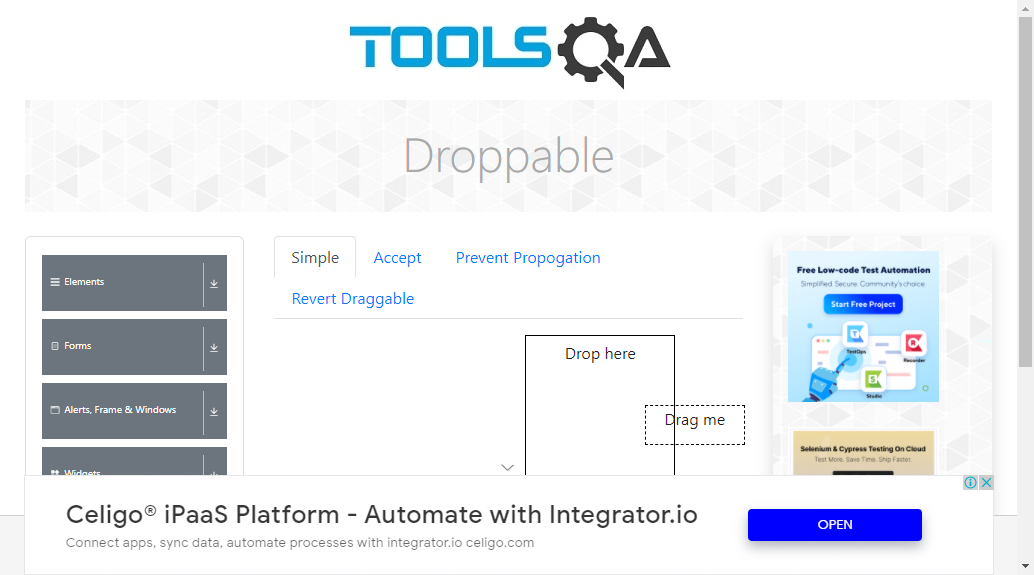 TOOLSQA
Droppable
Elements
Forms
Alerts, Frame & Windows
Widgets
Simple
Accept
Prevent Propogation
Revert Draggable
Drop here
Drag me
Free Low-code Test Automation
Simplified. Secure. Community's choice
Start Free Project
TestOps
Recorder
Studio
Selenium & Cypress Testing On Cloud
Test More. Save Time. Ship Faster.
Celigo® iPaaS Platform - Automate with Integrator.io
Connect apps, sync data, automate processes with integrator.io celigo.com
OPEN